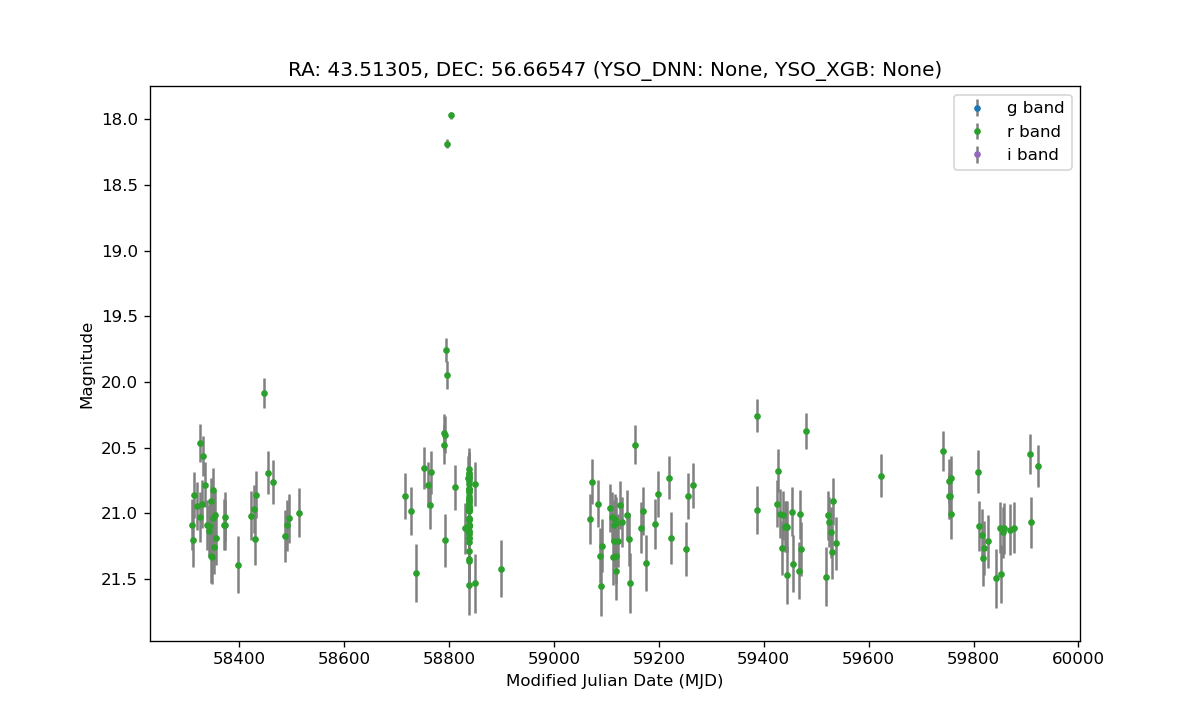 RA: 43.51305, DEC: 56.66547 (YSO_DNN: None, YSO_XGB: None)
g band
r band
i band
18.0
18.5
19.0
19.5
20.0
20.5
21.0
21.5
Magnitude
58400 58600 58800 59000 59200 59400 59600 59800 60000
Modified Julian Date (MJD)